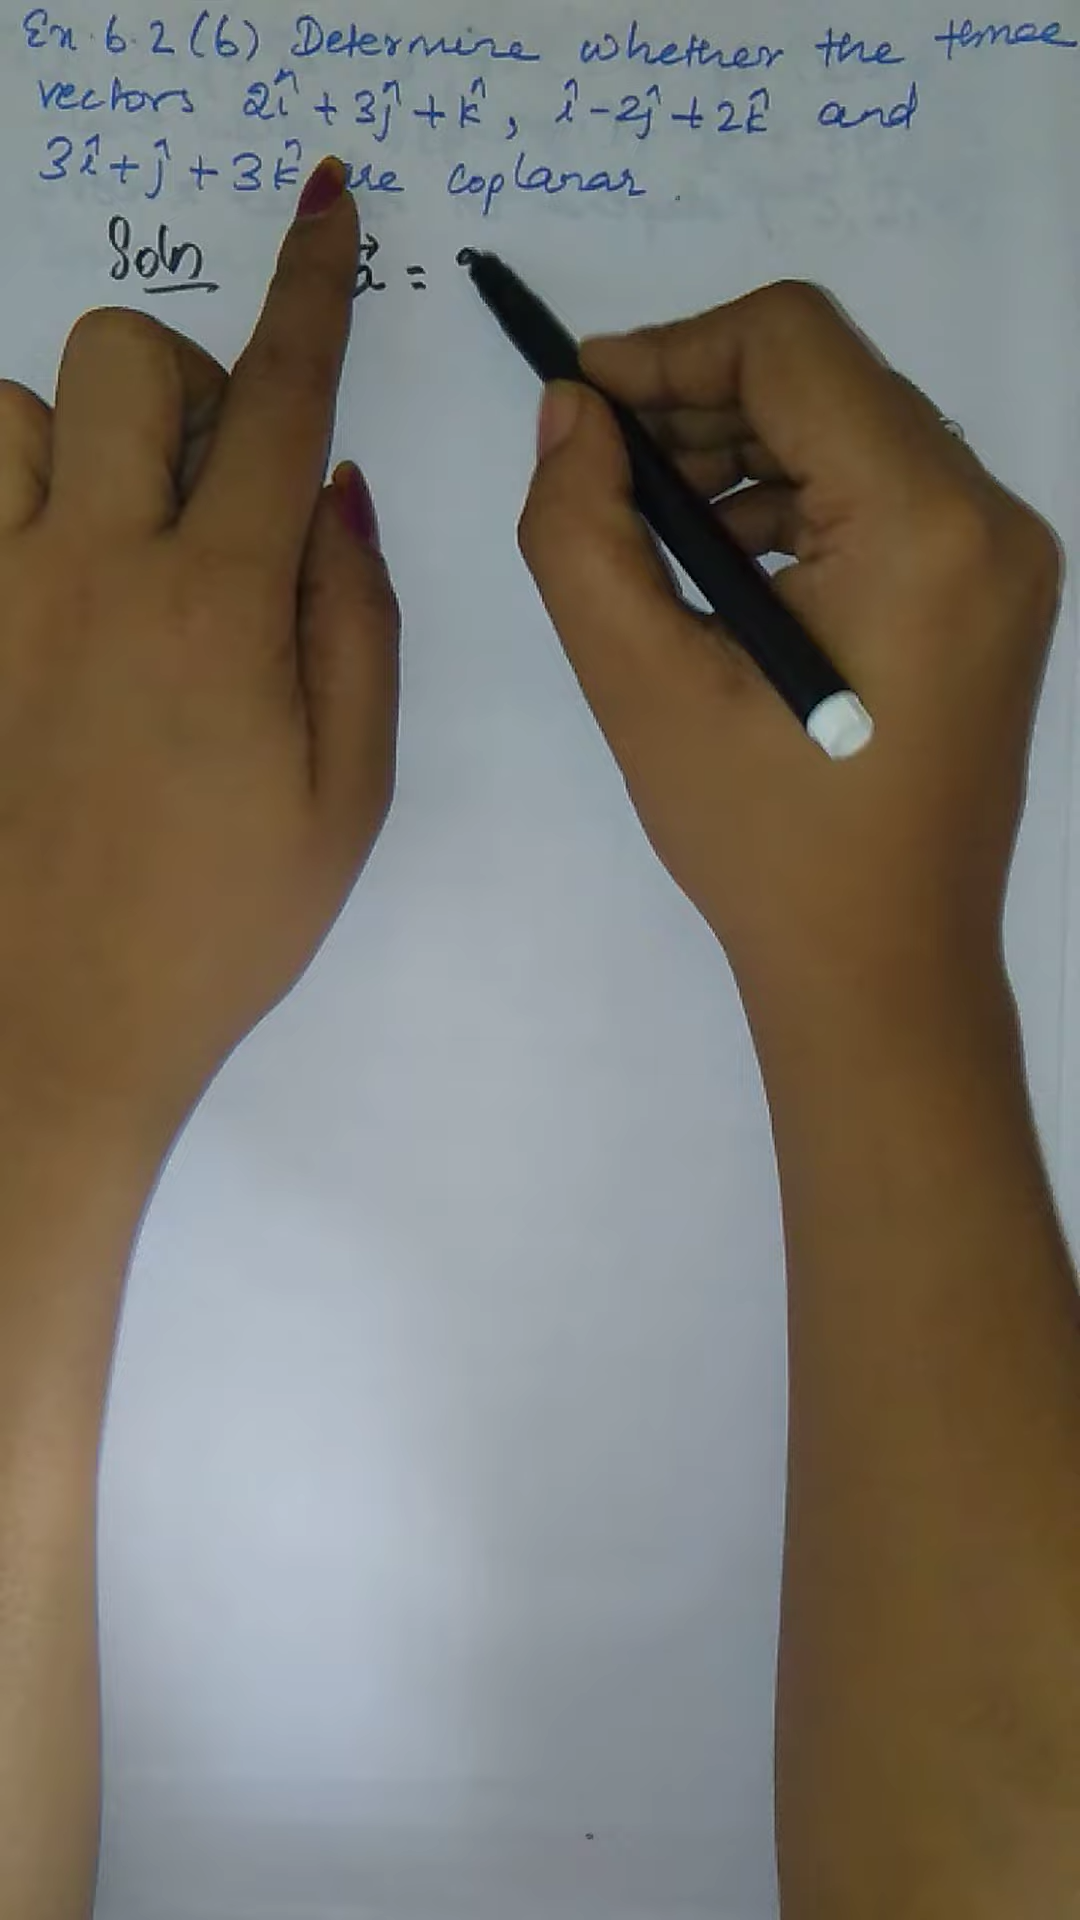 Ex. 6.2 (6) Determine whether the three
vectors 2î + 3ĵ + k̂, î - 2ĵ + 2k̂ and
3î + ĵ + 3k̂ are coplanar.
Soln a⃗ =